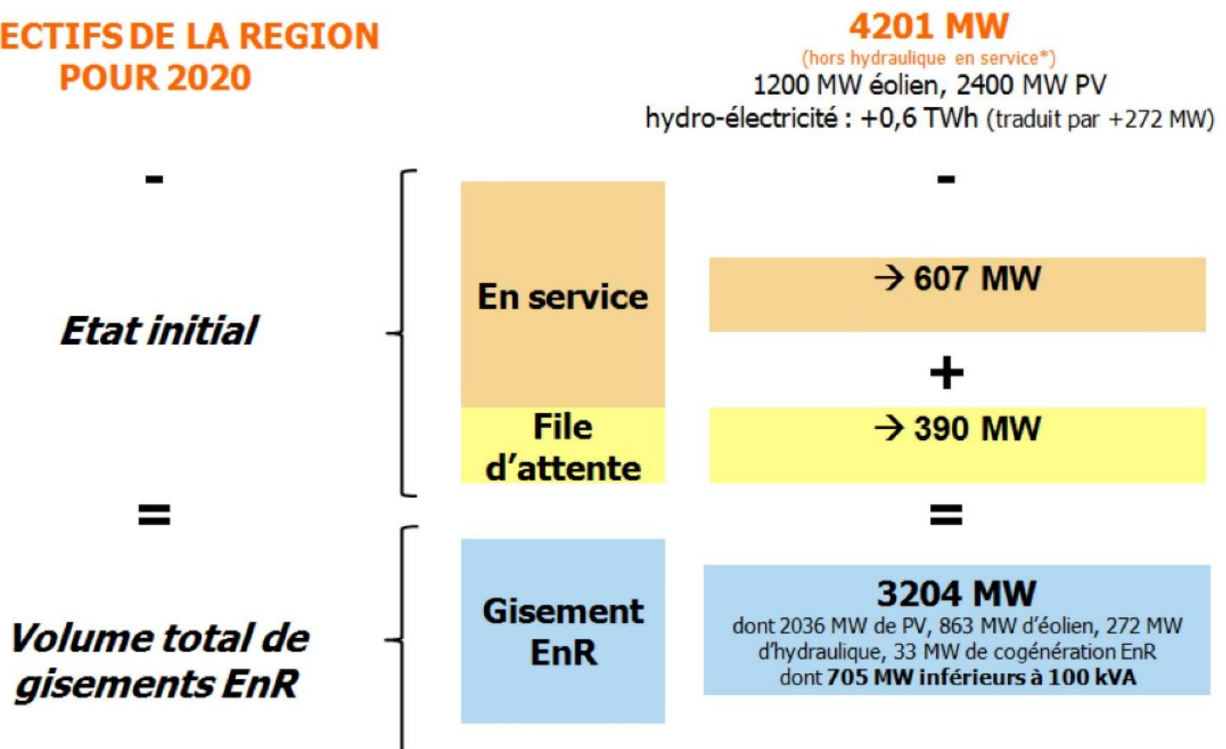 ECTIFS DE LA REGION
POUR 2020
4201 MW
(hors hydraulique en service*)
1200 MW éolien, 2400 MW PV
hydro-électricité : +0,6 TWh (traduit par +272 MW)
-
-
Etat initial
En service
→ 607 MW
+
File
d'attente
→ 390 MW
=
=
Volume total de
gisements EnR
Gisement
EnR
3204 MW
dont 2036 MW de PV, 863 MW d'éolien, 272 MW
d'hydraulique, 33 MW de cogénération EnR
dont 705 MW inférieurs à 100 kVA